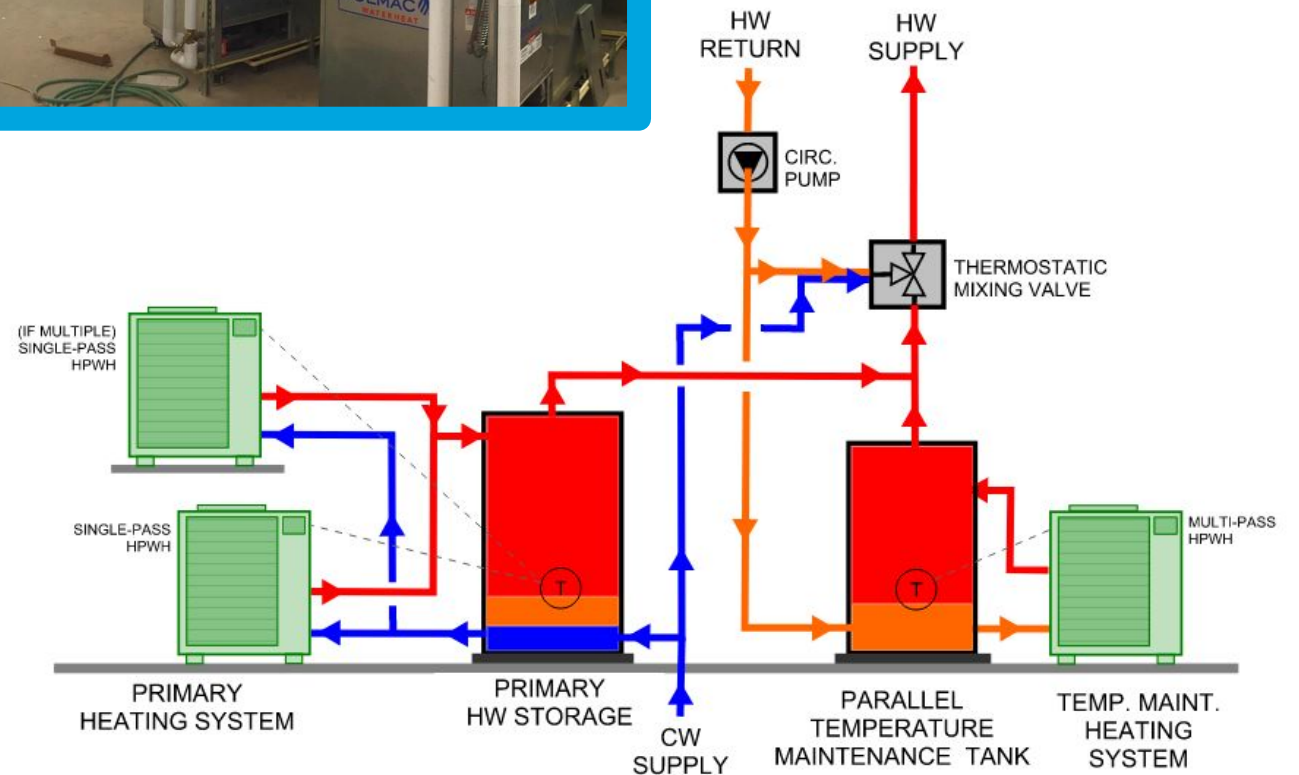 WATERHEAT
HW
RETURN
HW
SUPPLY
CIRC.
PUMP
THERMOSTATIC
MIXING VALVE
(IF MULTIPLE)
SINGLE-PASS
HPWH
SINGLE-PASS
HPWH
T
T
MULTI-PASS
HPWH
PRIMARY
HEATING SYSTEM
PRIMARY
HW STORAGE
CW
SUPPLY
PARALLEL
TEMPERATURE
MAINTENANCE TANK
TEMP. MAINT.
HEATING
SYSTEM